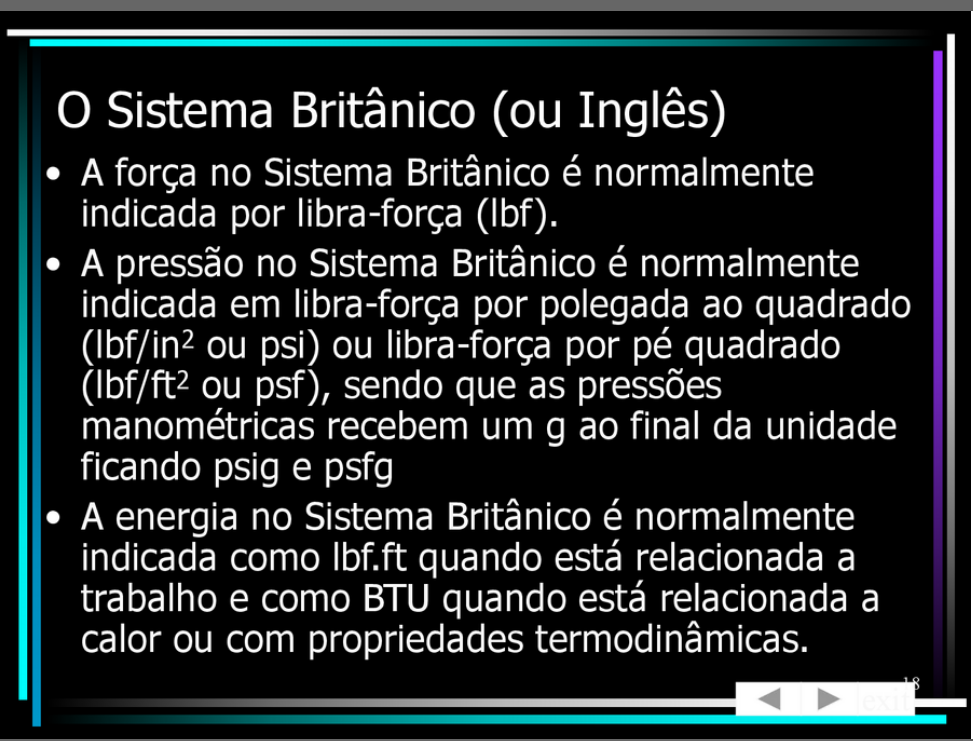 O Sistema Britânico (ou Inglês)
• A força no Sistema Britânico é normalmente
indicada por libra-força (lbf).
• A pressão no Sistema Britânico é normalmente
indicada em libra-força por polegada ao quadrado
(lbf/in² ou psi) ou libra-força por pé quadrado
(lbf/ft² ou psf), sendo que as pressões
manométricas recebem um g ao final da unidade
ficando psig e psfg
• A energia no Sistema Britânico é normalmente
indicada como lbf.ft quando está relacionada a
trabalho e como BTU quando está relacionada a
calor ou com propriedades termodinâmicas.
18
exit